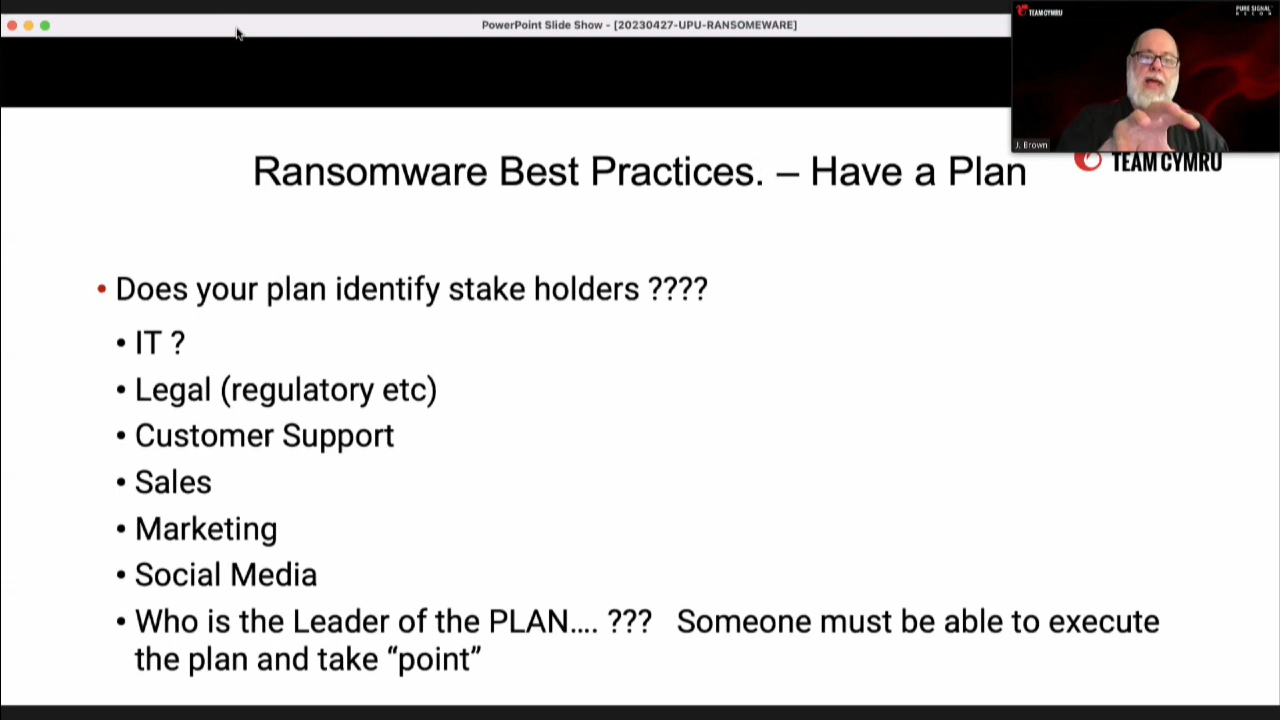 PowerPoint Slide Show - [20230427-UPU-RANSOMEWARE]
TEAM CYMRU
PURE SIGNAL
RECON
J. Brown
TEAM CYMRU
Ransomware Best Practices. – Have a Plan
• Does your plan identify stake holders ????
• IT ?
• Legal (regulatory etc)
• Customer Support
• Sales
• Marketing
• Social Media
• Who is the Leader of the PLAN.... ??? Someone must be able to execute
the plan and take “point”